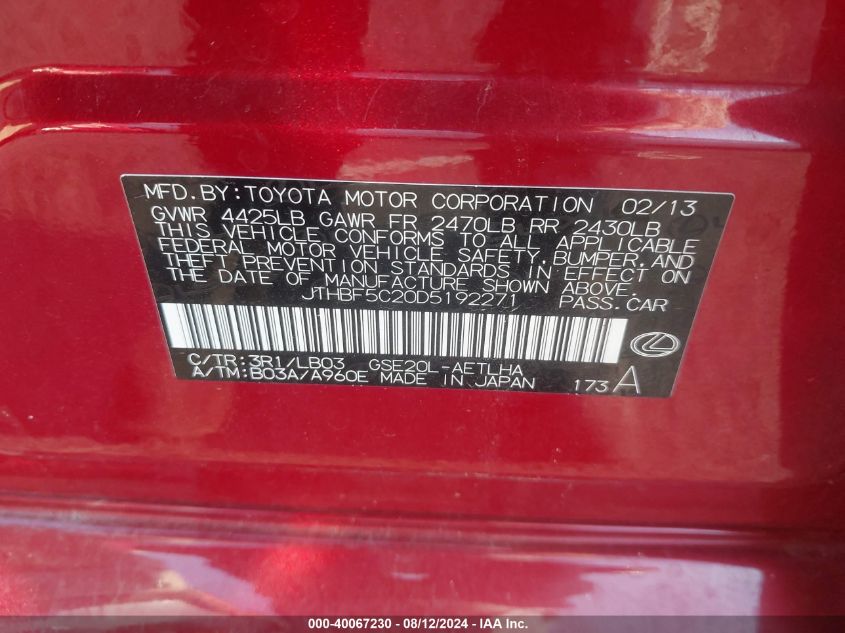 MFD.BY:TOYOTA MOTOR CORPORATION 02/13
GVWR 4425LB GAWR FR 2470LB RR 2430LB
THIS VEHICLE CONFORMS TO ALL APPLICABLE
FEDERAL MOTOR VEHICLE SAFETY,BUMPER,AND
THEFT PREVENTION STANDARDS IN EFFECT ON
THE DATE OF MANUFACTURE SHOWN ABOVE.
JTHBF5C20D5192271 PASS.CAR
C/TR:3R1/LB03 GSE20L-AETLHA
A/TM:B03A/A960E MADE IN JAPAN 173A
000-40067230 - 08/12/2024 - IAA Inc.